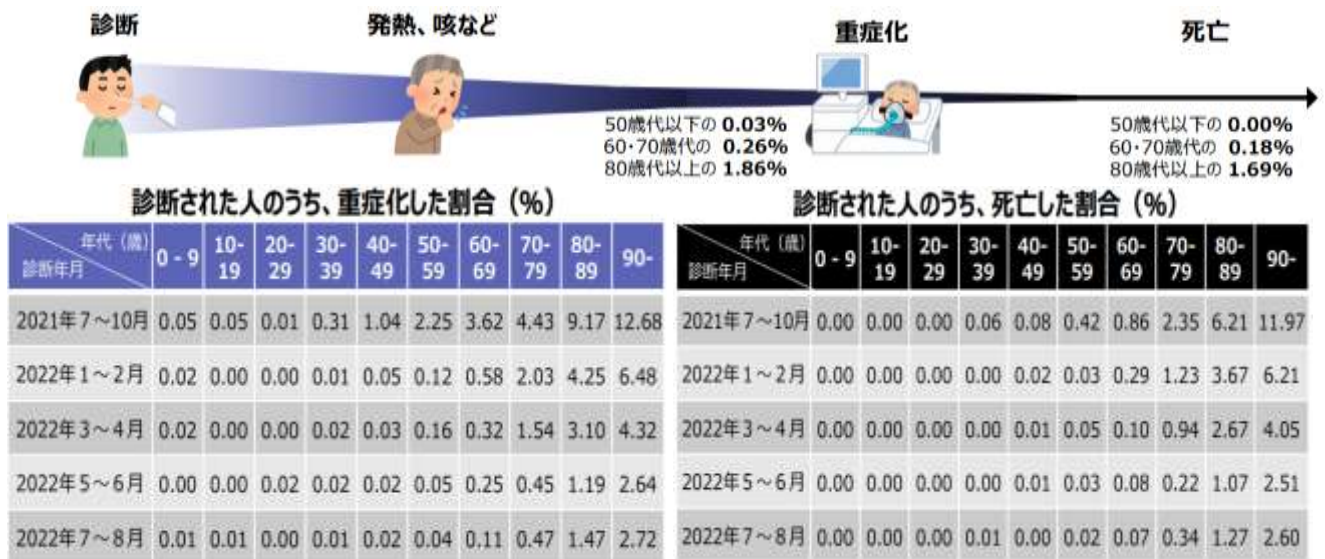 診断 発熱、咳など 重症化 死亡
50歳代以下の 0.03%
60・70歳代の 0.26%
80歳代以上の 1.86%
50歳代以下の 0.00%
60・70歳代の 0.18%
80歳代以上の 1.69%
診断された人のうち、重症化した割合（%）
年代（歳） 0-9 10-19 20-29 30-39 40-49 50-59 60-69 70-79 80-89 90-
診断年月
2021年7～10月 0.05 0.05 0.01 0.31 1.04 2.25 3.62 4.43 9.17 12.68
2022年1～2月 0.02 0.00 0.00 0.01 0.05 0.12 0.58 2.03 4.25 6.48
2022年3～4月 0.02 0.00 0.00 0.02 0.03 0.16 0.32 1.54 3.10 4.32
2022年5～6月 0.00 0.00 0.02 0.02 0.02 0.05 0.25 0.45 1.19 2.64
2022年7～8月 0.01 0.01 0.00 0.01 0.02 0.04 0.11 0.47 1.47 2.72
診断された人のうち、死亡した割合（%）
年代（歳） 0-9 10-19 20-29 30-39 40-49 50-59 60-69 70-79 80-89 90-
診断年月
2021年7～10月 0.00 0.00 0.00 0.06 0.08 0.42 0.86 2.35 6.21 11.97
2022年1～2月 0.00 0.00 0.00 0.00 0.02 0.03 0.29 1.23 3.67 6.21
2022年3～4月 0.00 0.00 0.00 0.00 0.01 0.05 0.10 0.94 2.67 4.05
2022年5～6月 0.00 0.00 0.00 0.00 0.01 0.03 0.08 0.22 1.07 2.51
2022年7～8月 0.00 0.00 0.00 0.01 0.00 0.02 0.07 0.34 1.27 2.60